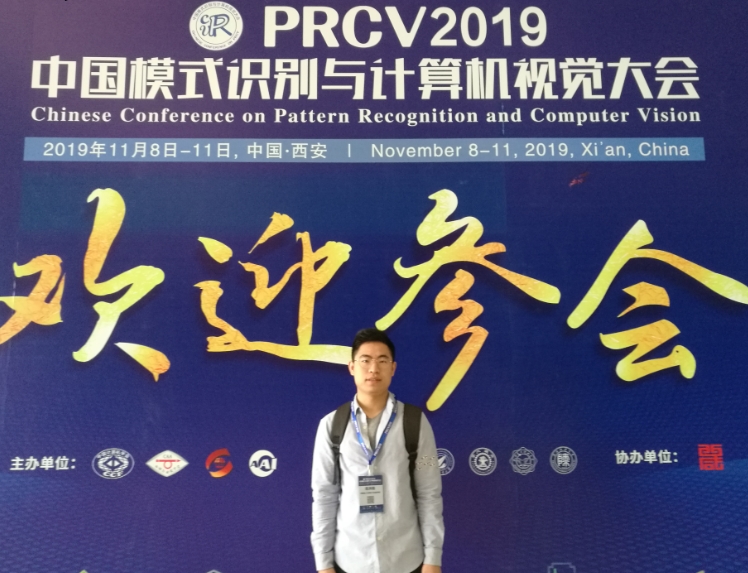 PRCV2019
中国模式识别与计算机视觉大会
Chinese Conference on Pattern Recognition and Computer Vision
2019年11月8日-11日, 中国·西安 | November 8-11, 2019, Xi'an, China
欢迎参会
主办单位: CCF CAA AAI 协办单位: